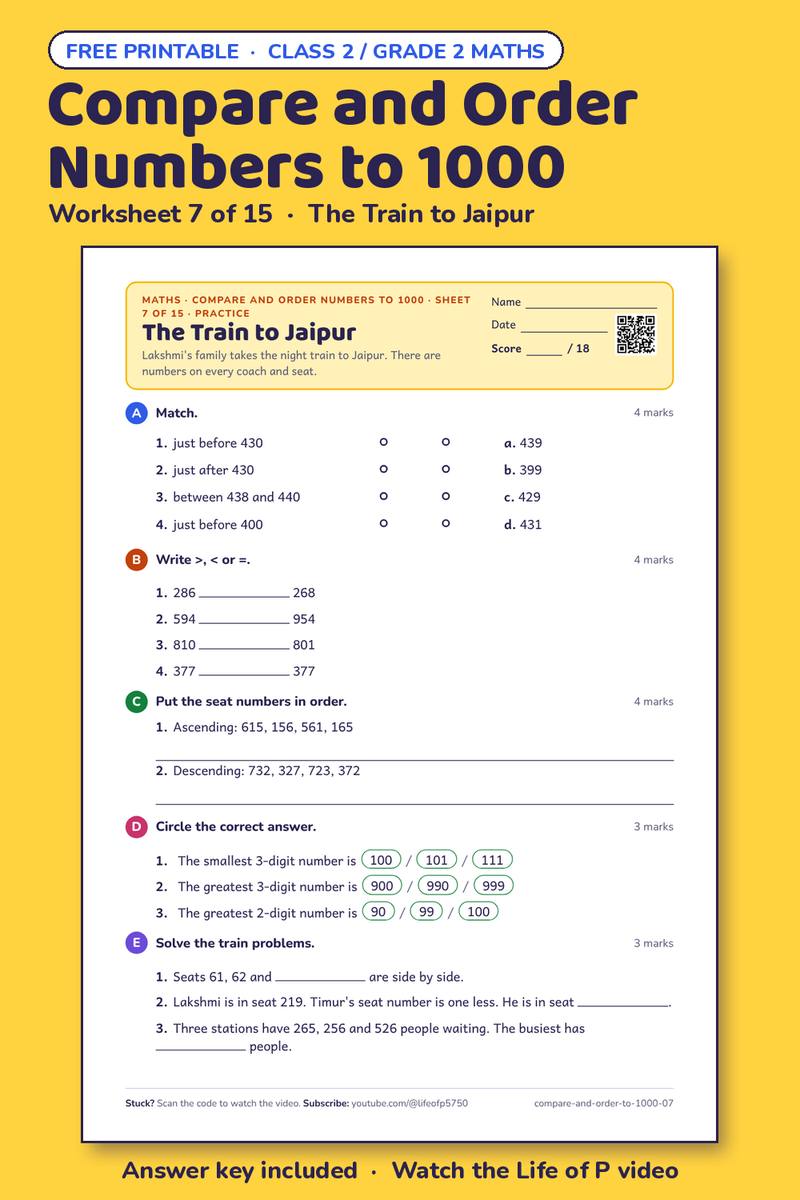 FREE PRINTABLE · CLASS 2 / GRADE 2 MATHS
Compare and Order
Numbers to 1000
Worksheet 7 of 15 · The Train to Jaipur
MATHS · COMPARE AND ORDER NUMBERS TO 1000 · SHEET
7 OF 15 · PRACTICE
The Train to Jaipur
Lakshmi's family takes the night train to Jaipur. There are
numbers on every coach and seat.
Name ______
Date ______
Score ______ / 18
A Match. 4 marks
1. just before 430 a. 439
2. just after 430 b. 399
3. between 438 and 440 c. 429
4. just before 400 d. 431
B Write >, < or =. 4 marks
1. 286 ______ 268
2. 594 ______ 954
3. 810 ______ 801
4. 377 ______ 377
C Put the seat numbers in order. 4 marks
1. Ascending: 615, 156, 561, 165
2. Descending: 732, 327, 723, 372
D Circle the correct answer. 3 marks
1. The smallest 3-digit number is 100 / 101 / 111
2. The greatest 3-digit number is 900 / 990 / 999
3. The greatest 2-digit number is 90 / 99 / 100
E Solve the train problems. 3 marks
1. Seats 61, 62 and ______ are side by side.
2. Lakshmi is in seat 219. Timur's seat number is one less. He is in seat ______.
3. Three stations have 265, 256 and 526 people waiting. The busiest has
______ people.
Stuck? Scan the code to watch the video. Subscribe: youtube.com/@lifeofp5750 compare-and-order-to-1000-07
Answer key included · Watch the Life of P video